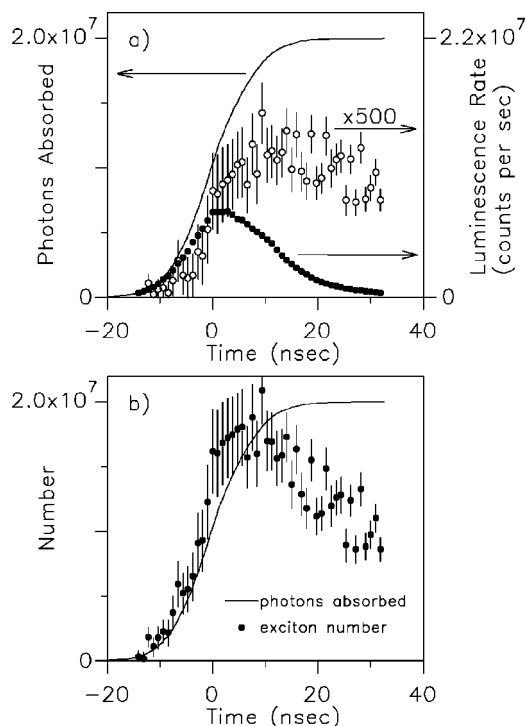 a)
2.0x10⁷
2.2x10⁷
x500
Photons Absorbed
Luminescence Rate
(counts per sec)
0
0
−20
0
20
40
Time (nsec)
b)
2.0x10⁷
Number
photons absorbed
exciton number
0
−20
0
20
40
Time (nsec)